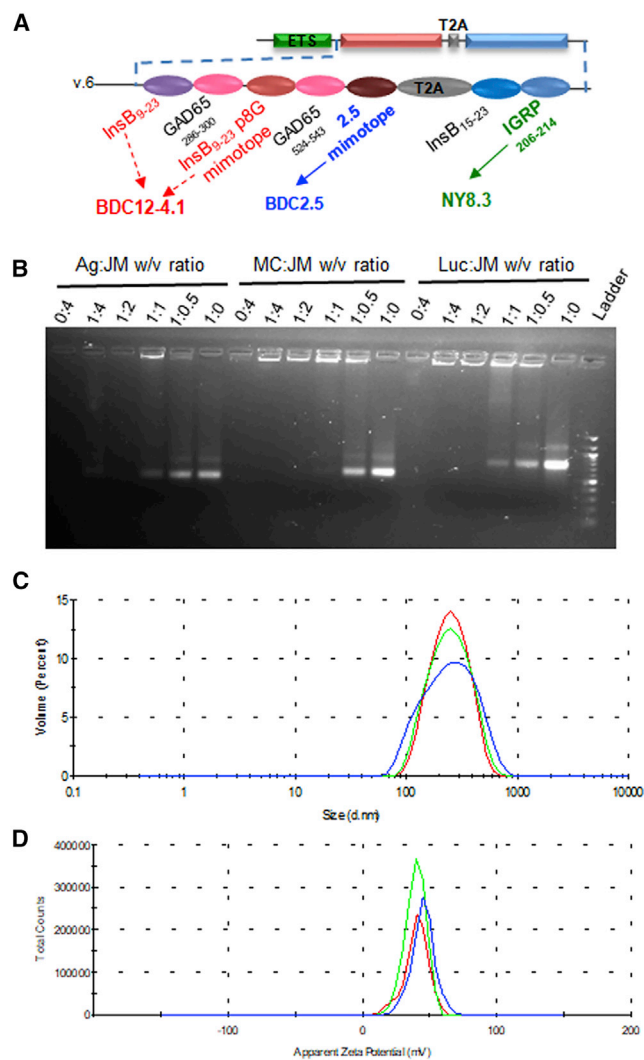 A
T2A
ETS
v.6
T2A
InsB9-23
GAD65
286-300
InsB9-23 p8G
mimotope
GAD65
524-543
2.5
mimotope
InsB15-23
IGRP
206-214
BDC12-4.1
BDC2.5
NY8.3
B
Ag:JM w/v ratio
MC:JM w/v ratio
Luc:JM w/v ratio
0:4 1:4 1:2 1:1 1:0.5 1:0 0:4 1:4 1:2 1:1 1:0.5 1:0 0:4 1:4 1:2 1:1 1:0.5 1:0 Ladder
C
15
10
5
0
Volume (Percent)
0.1 1 10 100 1000 10000
Size (d.nm)
D
400000
300000
200000
100000
0
Total Counts
-100 0 100 200
Apparent Zeta Potential (mV)